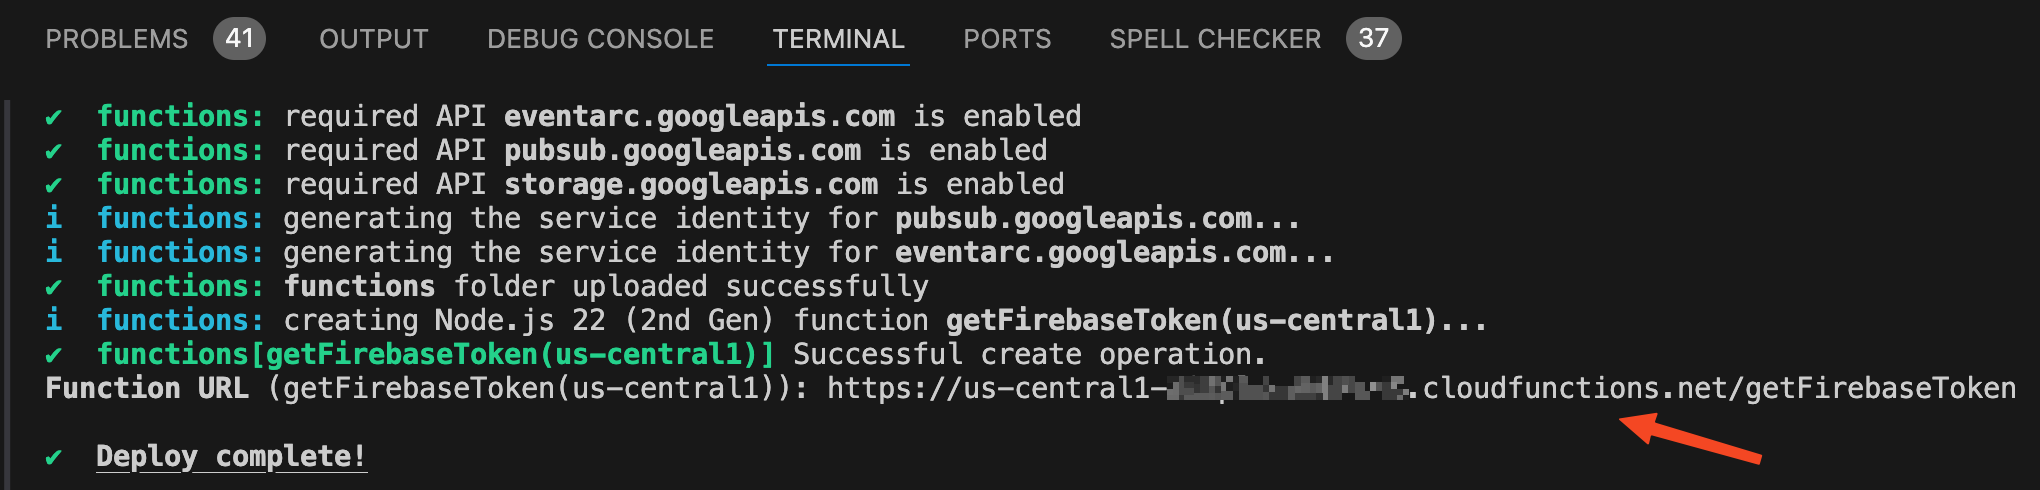 PROBLEMS 41 OUTPUT DEBUG CONSOLE TERMINAL PORTS SPELL CHECKER 37
✔ functions: required API eventarc.googleapis.com is enabled
✔ functions: required API pubsub.googleapis.com is enabled
✔ functions: required API storage.googleapis.com is enabled
i functions: generating the service identity for pubsub.googleapis.com...
i functions: generating the service identity for eventarc.googleapis.com...
✔ functions: functions folder uploaded successfully
i functions: creating Node.js 22 (2nd Gen) function getFirebaseToken(us-central1)...
✔ functions[getFirebaseToken(us-central1)] Successful create operation.
Function URL (getFirebaseToken(us-central1)): https://us-central1-.cloudfunctions.net/getFirebaseToken
✔ Deploy complete!